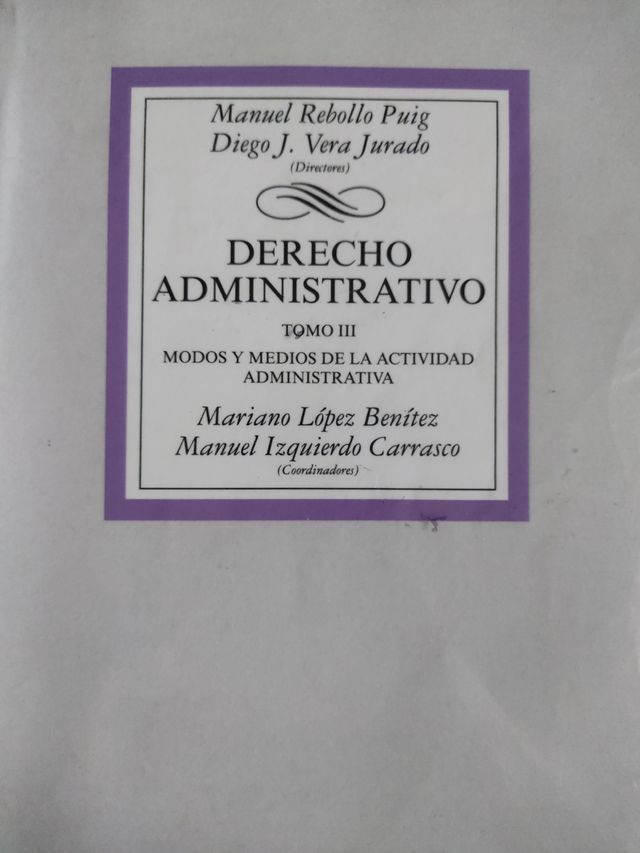 Manuel Rebollo Puig
Diego J. Vera Jurado
(Directores)
DERECHO
ADMINISTRATIVO
TOMO III
MODOS Y MEDIOS DE LA ACTIVIDAD
ADMINISTRATIVA
Mariano López Benítez
Manuel Izquierdo Carrasco
(Coordinadores)